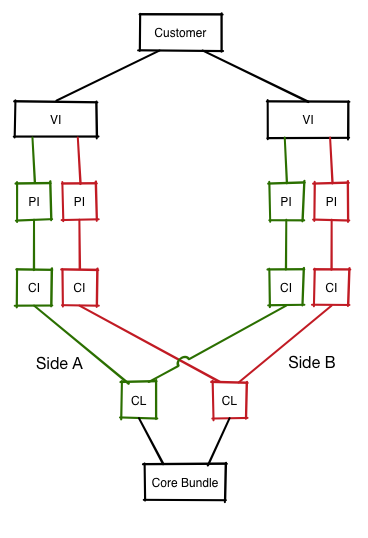 Customer
VI
VI
PI
PI
PI
PI
CI
CI
CI
CI
Side A
Side B
CL
CL
Core Bundle